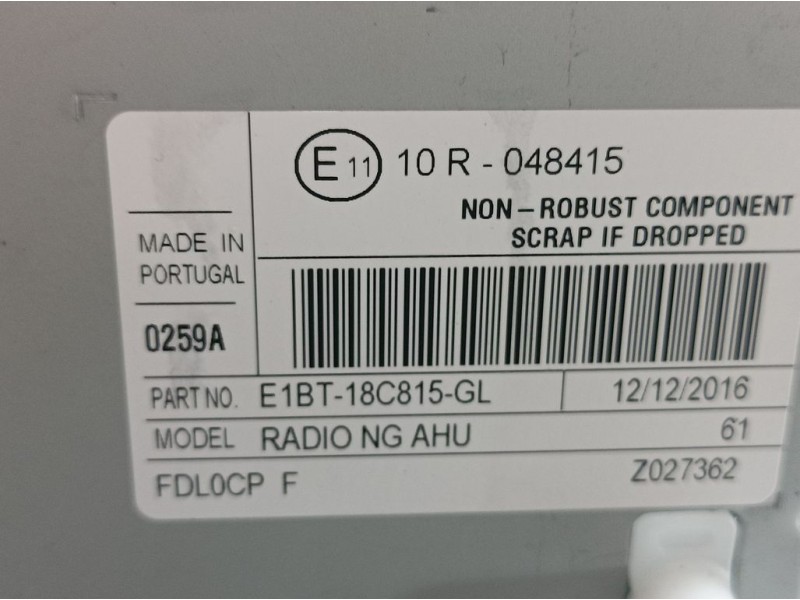 E 11 10 R - 048415
NON-ROBUST COMPONENT
SCRAP IF DROPPED
MADE IN
PORTUGAL
0259A
PART NO. E1BT-18C815-GL 12/12/2016
MODEL RADIO NG AHU 61
FDL0CP F Z027362